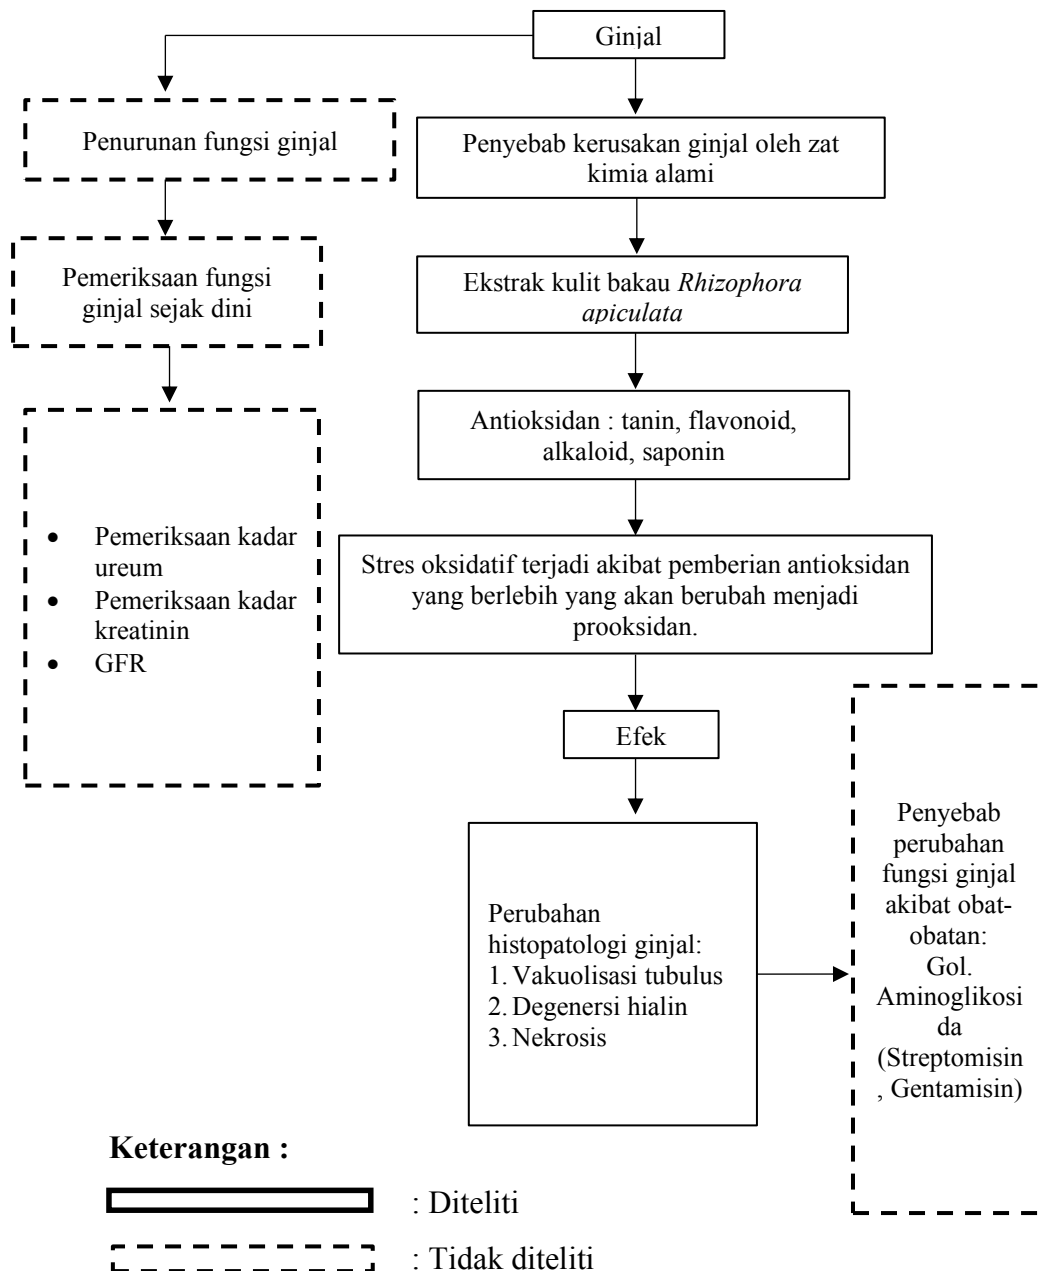 Ginjal
Penurunan fungsi ginjal
Penyebab kerusakan ginjal oleh zat
kimia alami
Pemeriksaan fungsi
ginjal sejak dini
Ekstrak kulit bakau Rhizophora
apiculata
Antioksidan : tanin, flavonoid,
alkaloid, saponin
• Pemeriksaan kadar
ureum
• Pemeriksaan kadar
kreatinin
• GFR
Stres oksidatif terjadi akibat pemberian antioksidan
yang berlebih yang akan berubah menjadi
prooksidan.
Efek
Perubahan
histopatologi ginjal:
1. Vakuolisasi tubulus
2. Degenersi hialin
3. Nekrosis
Penyebab
perubahan
fungsi ginjal
akibat obat-
obatan:
Gol.
Aminoglikosi
da
(Streptomisin
, Gentamisin)
Keterangan :
: Diteliti
: Tidak diteliti